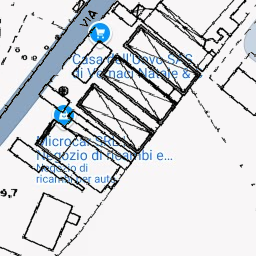 VIA
Casa dell'Uovo SAS
di Vernaci Natale &
Microcar SRL |
Negozio di ricambi e...
Negozio di
ricambi per auto
9,7